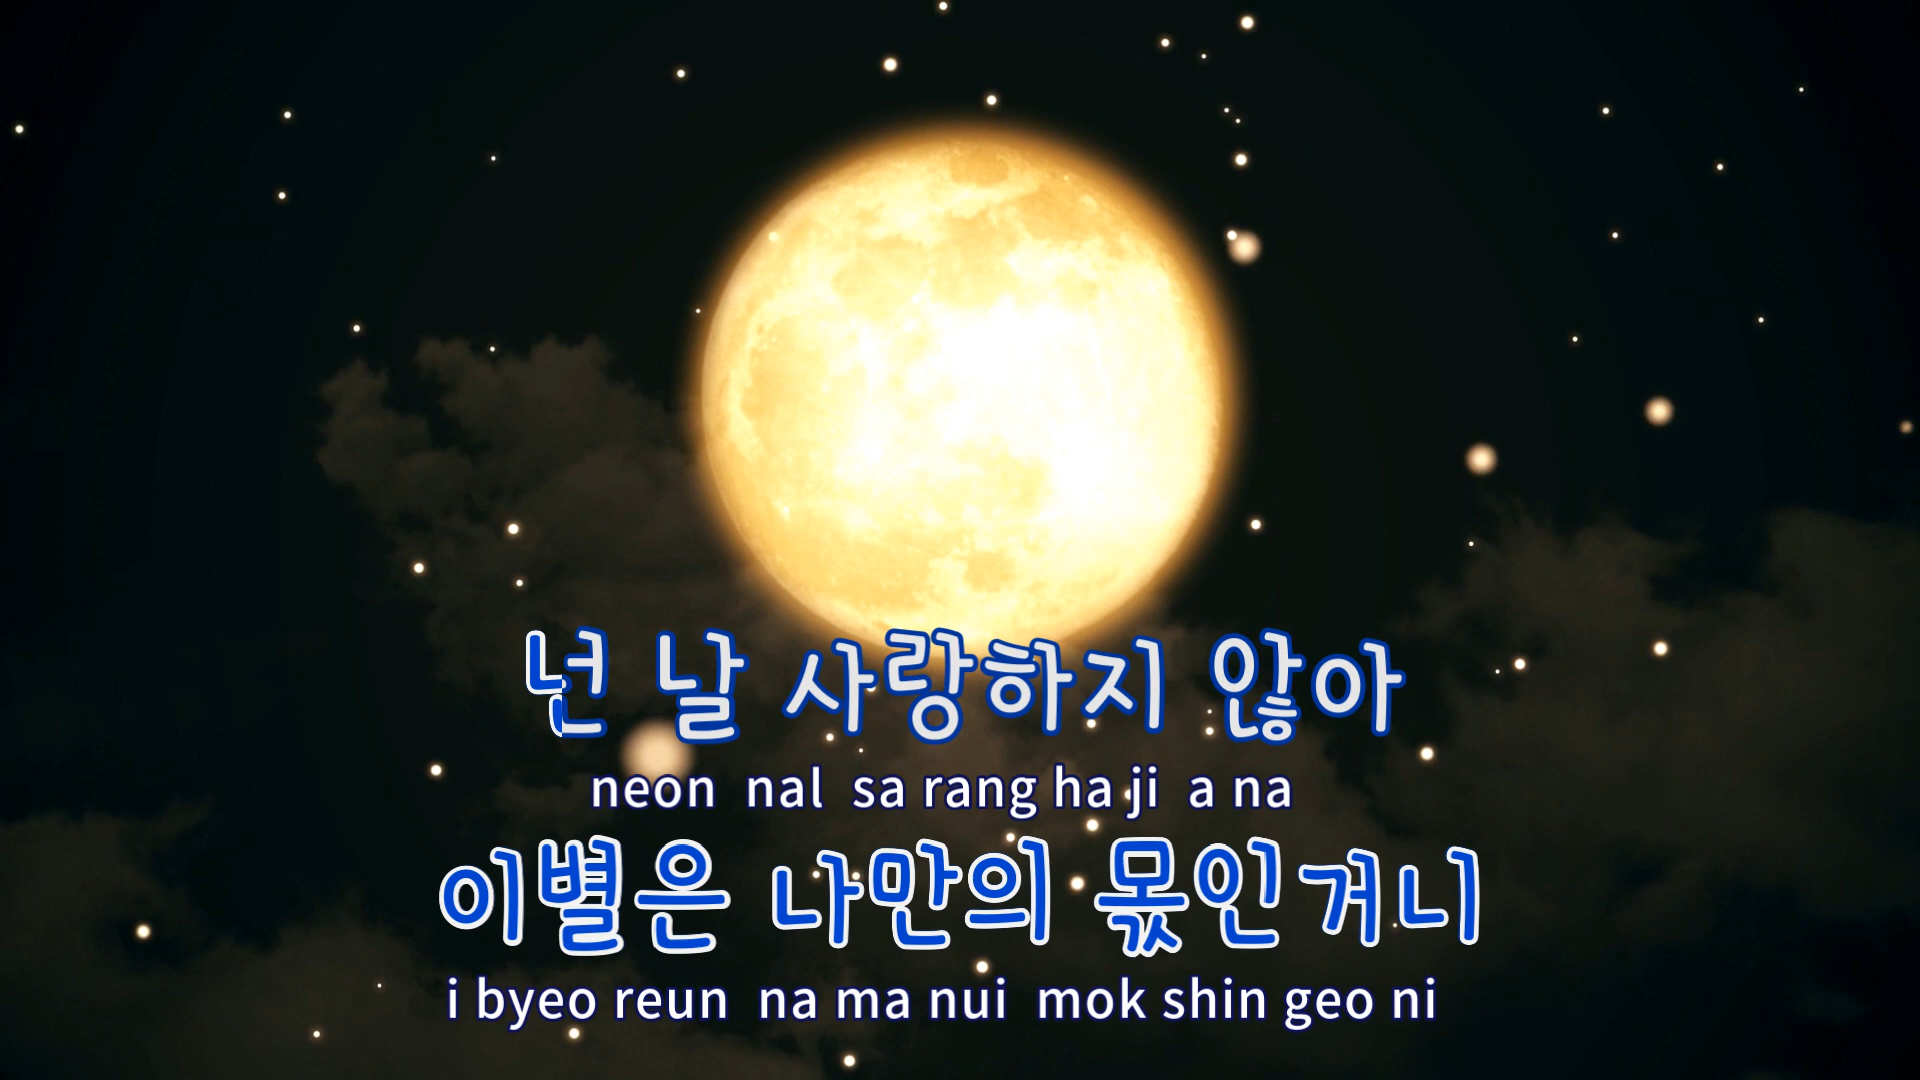 넌 날 사랑하지 않아
neon nal sa rang ha ji a na
이별은 나만의 몫인거니
i byeo reun na ma nui mok shin geo ni